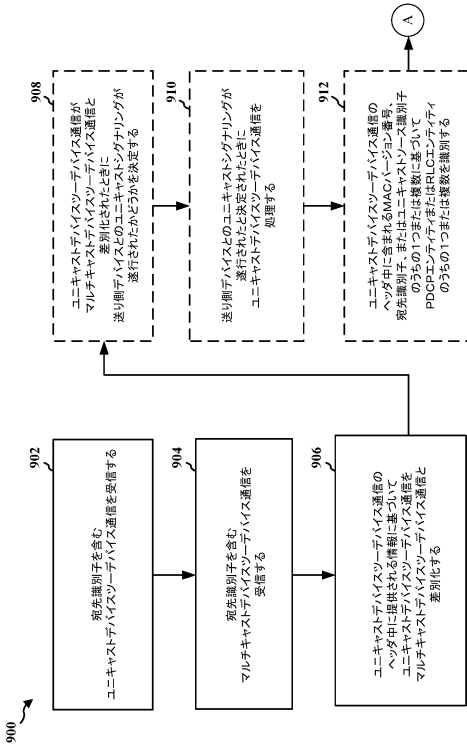 900
902
宛先識別子を含む
ユニキャストデバイスツーデバイス通信を受信する
904
宛先識別子を含む
マルチキャストデバイスツーデバイス通信を
受信する
906
ユニキャストデバイスツーデバイス通信の
ヘッダ中に提供される情報に基づいて
ユニキャストデバイスツーデバイス通信を
マルチキャストデバイスツーデバイス通信と
差別化する
908
ユニキャストデバイスツーデバイス通信が
マルチキャストデバイスツーデバイス通信と
差別化されたときに
送り側デバイスとのユニキャストシグナリングが
遂行されたかどうかを決定する
910
送り側デバイスとのユニキャストシグナリングが
遂行されたと決定されたときに
ユニキャストデバイスツーデバイス通信を
処理する
912
ユニキャストデバイスツーデバイス通信の
ヘッダ中に含まれるMACバージョン番号、
宛先識別子、またはユニキャストソース識別子
のうちの1つまたは複数に基づいて
PDCPエンティティまたはRLCエンティティ
のうちの1つまたは複数を識別する
A